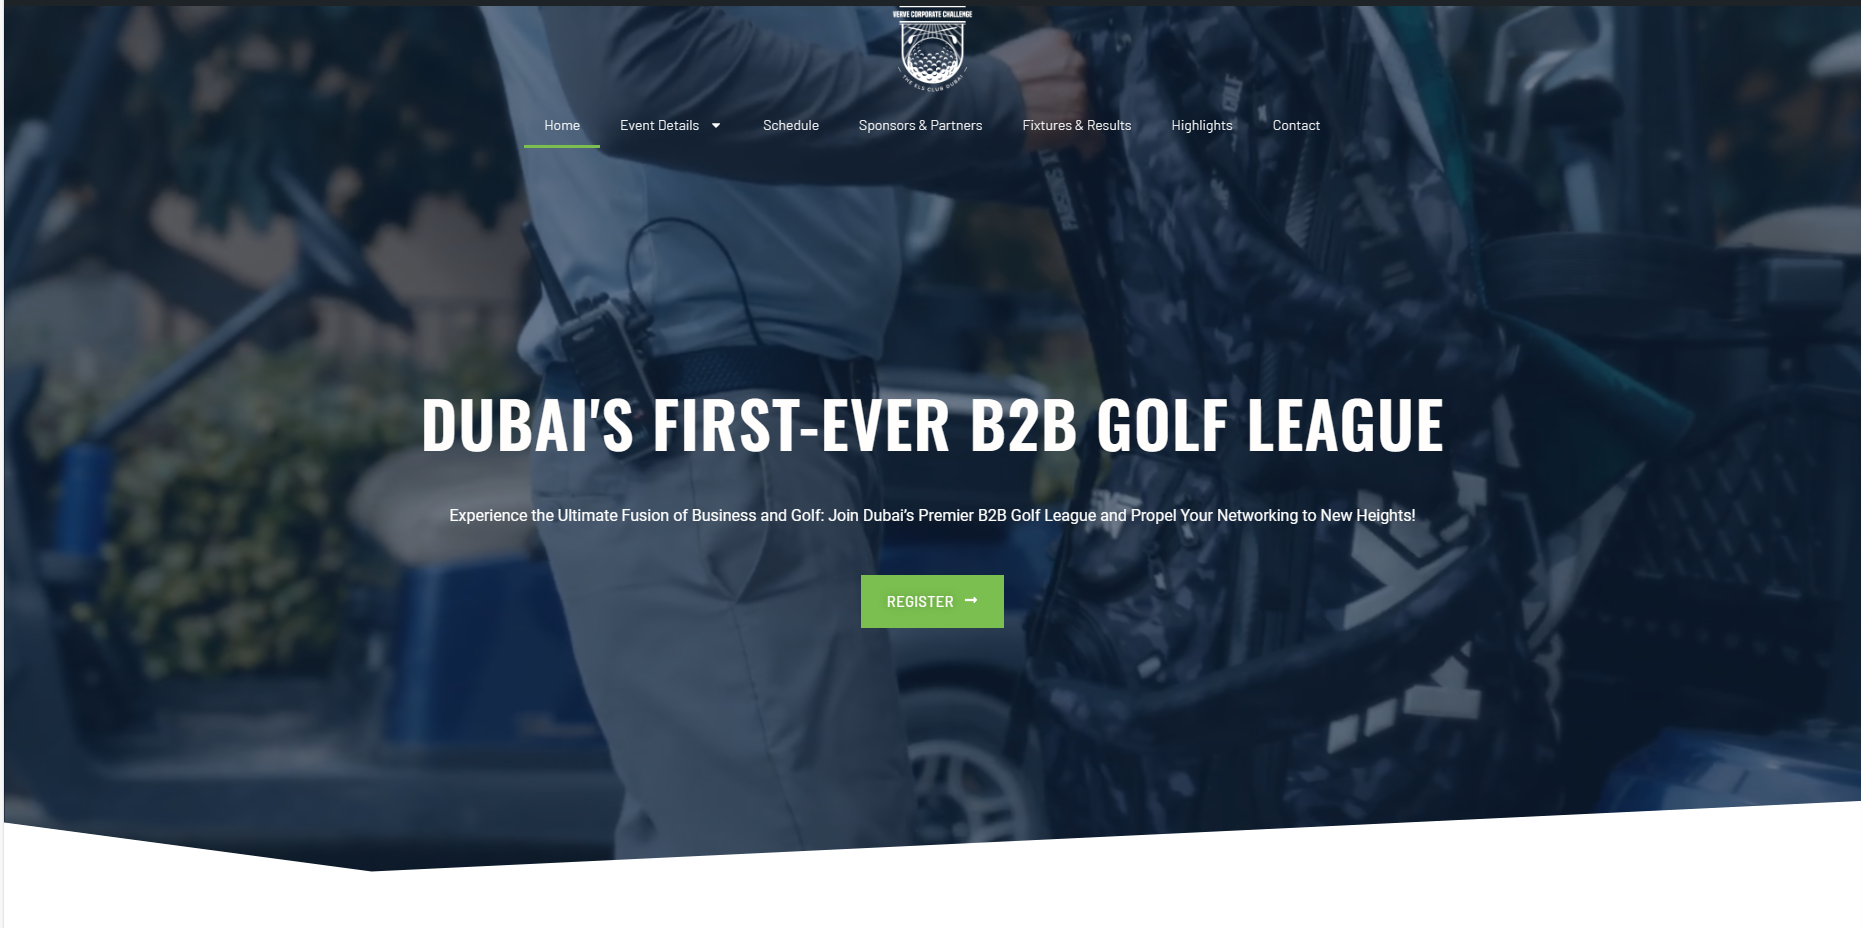 VERVE CORPORATE CHALLENGE
THE ELS CLUB DUBAI
Home Event Details Schedule Sponsors & Partners Fixtures & Results Highlights Contact
GOLF
DUBAI'S FIRST-EVER B2B GOLF LEAGUE
Experience the Ultimate Fusion of Business and Golf: Join Dubai’s Premier B2B Golf League and Propel Your Networking to New Heights!
REGISTER